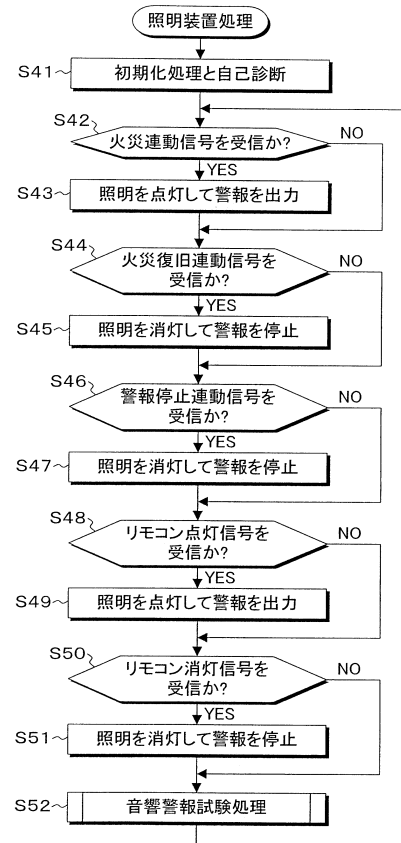 照明装置処理
S41
初期化処理と自己診断
S42
火災連動信号を受信か?
NO
YES
S43
照明を点灯して警報を出力
S44
火災復旧連動信号を
受信か?
NO
YES
S45
照明を消灯して警報を停止
S46
警報停止連動信号を
受信か?
NO
YES
S47
照明を消灯して警報を停止
S48
リモコン点灯信号を
受信か?
NO
YES
S49
照明を点灯して警報を出力
S50
リモコン消灯信号を
受信か?
NO
YES
S51
照明を消灯して警報を停止
S52
音響警報試験処理